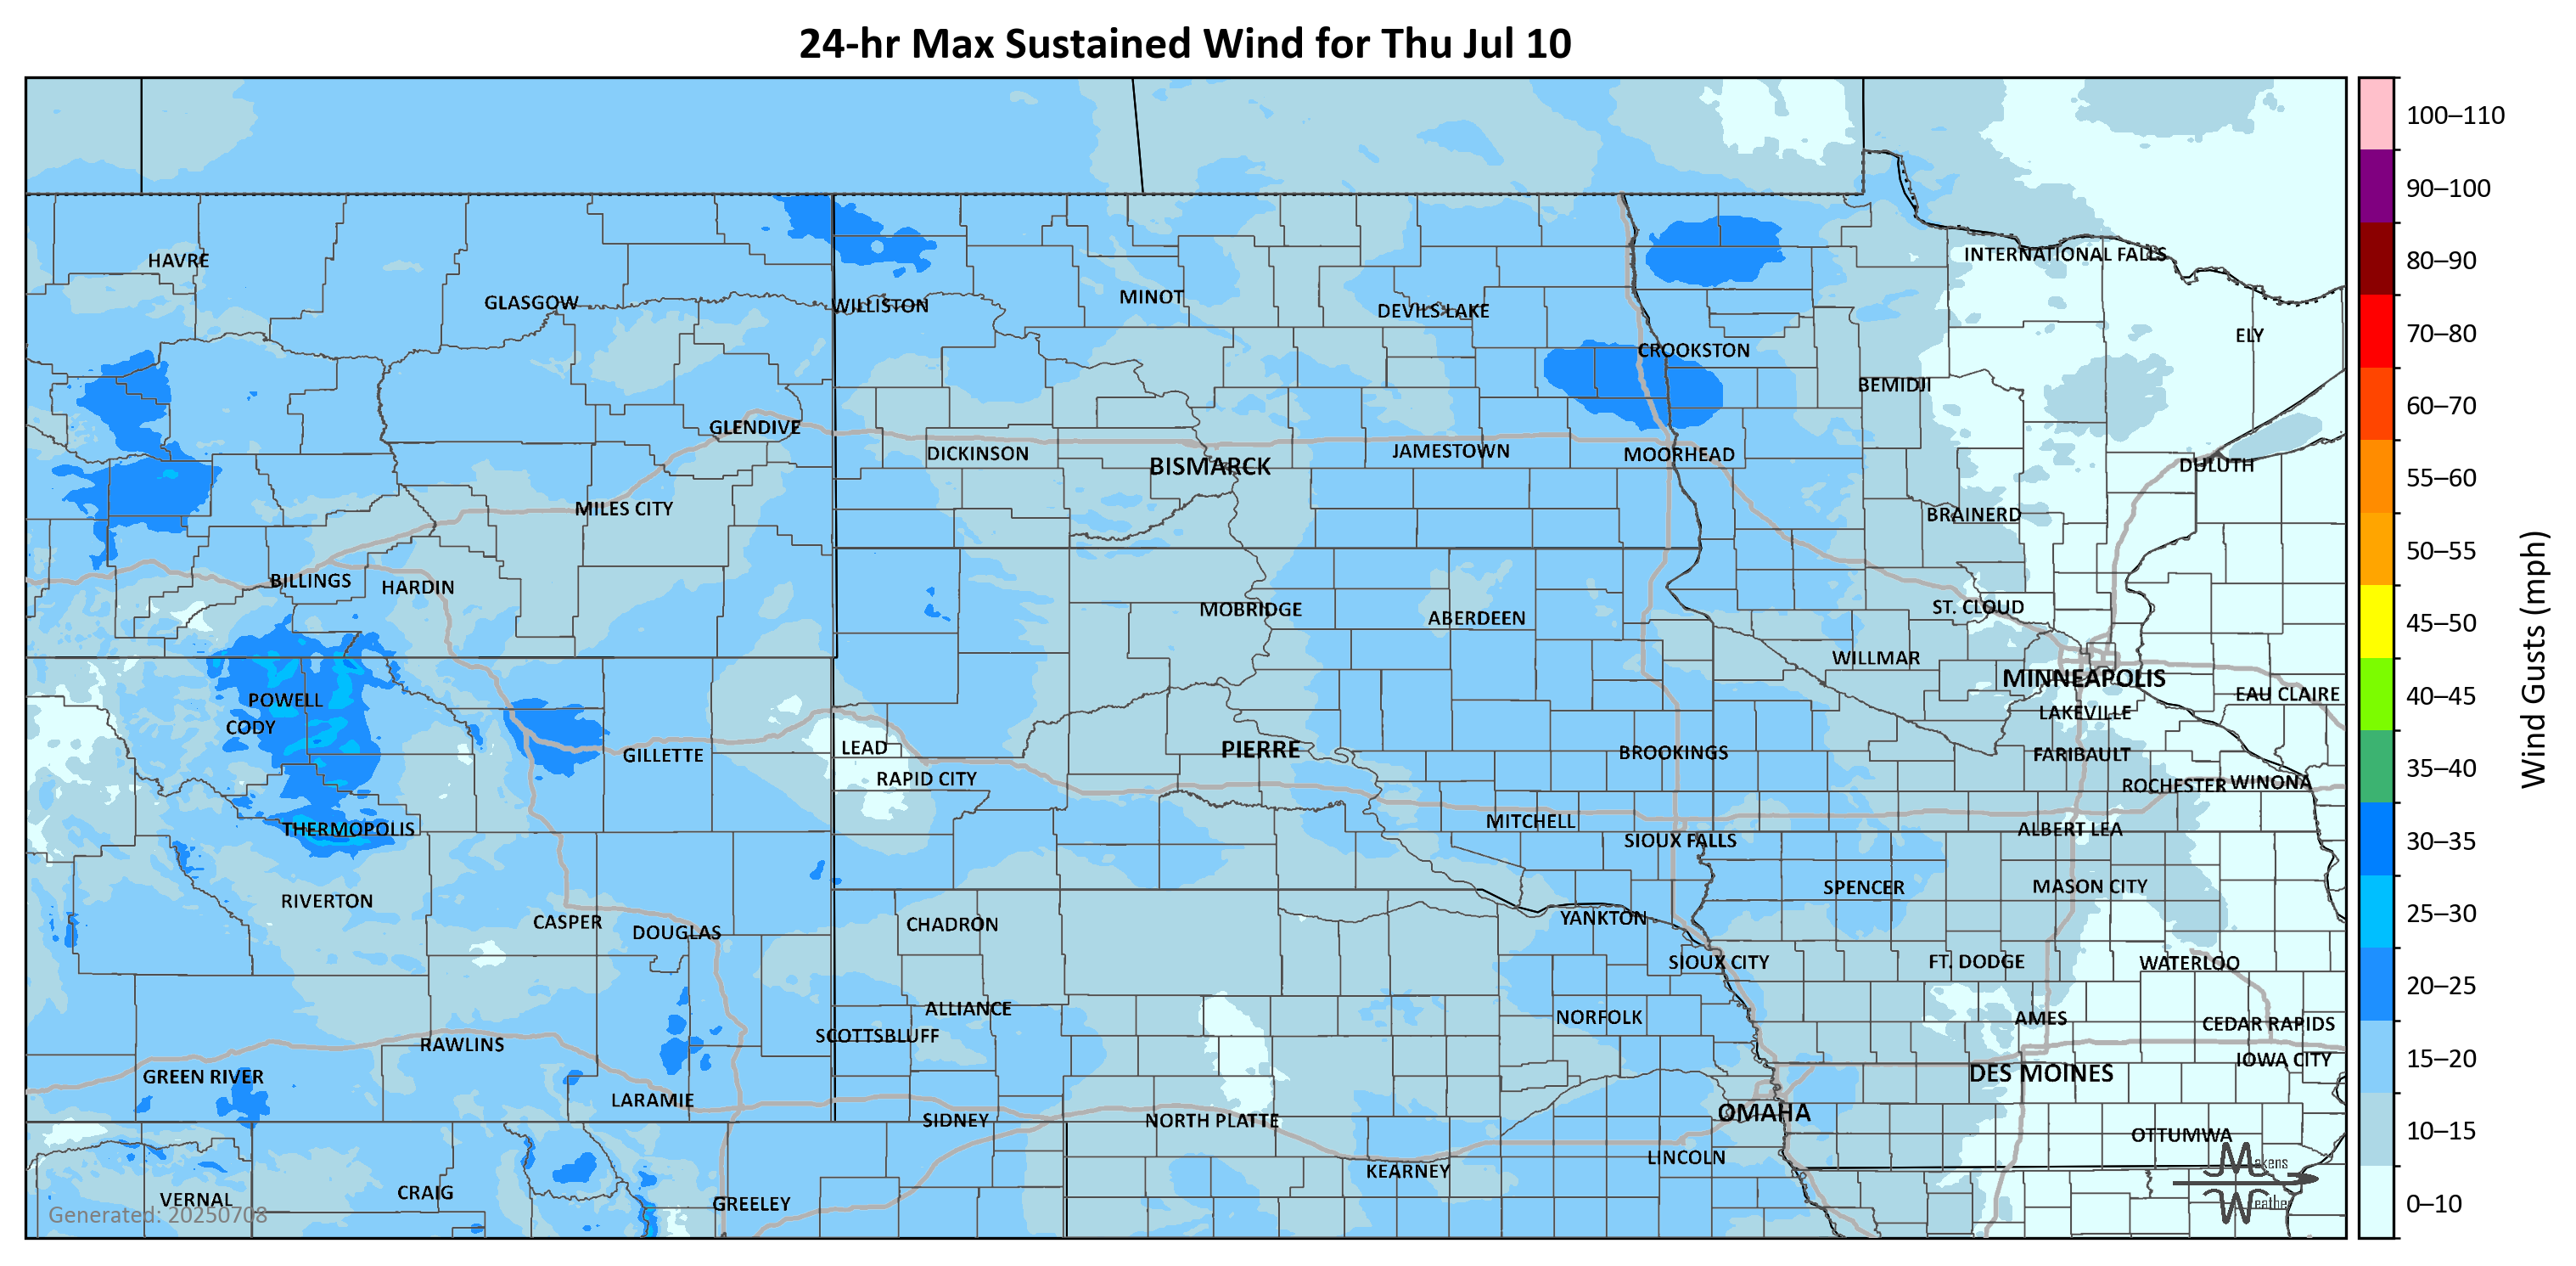 24-hr Max Sustained Wind for Thu Jul 10
100–110
90–100
80–90
70–80
60–70
55–60
50–55
45–50
40–45
35–40
30–35
25–30
20–25
15–20
10–15
0–10
Wind Gusts (mph)
HAVRE
INTERNATIONAL FALLS
GLASGOW
WILLISTON
MINOT
DEVILS LAKE
ELY
CROOKSTON
BEMIDJI
GLENDIVE
DICKINSON
BISMARCK
JAMESTOWN
MOORHEAD
DULUTH
MILES CITY
BRAINERD
BILLINGS
HARDIN
MOBRIDGE
ABERDEEN
ST. CLOUD
WILLMAR
MINNEAPOLIS
POWELL
EAU CLAIRE
CODY
LAKEVILLE
GILLETTE
LEAD
PIERRE
BROOKINGS
FARIBAULT
RAPID CITY
ROCHESTER
WINONA
THERMOPOLIS
MITCHELL
SIOUX FALLS
ALBERT LEA
RIVERTON
SPENCER
MASON CITY
CASPER
DOUGLAS
CHADRON
YANKTON
SIOUX CITY
FT. DODGE
WATERLOO
ALLIANCE
NORFOLK
AMES
CEDAR RAPIDS
SCOTTSBLUFF
RAWLINS
IOWA CITY
GREEN RIVER
DES MOINES
LARAMIE
SIDNEY
NORTH PLATTE
OMAHA
OTTUMWA
KEARNEY
LINCOLN
VERNAL
CRAIG
GREELEY
Makens
Weather
Generated: 20250708